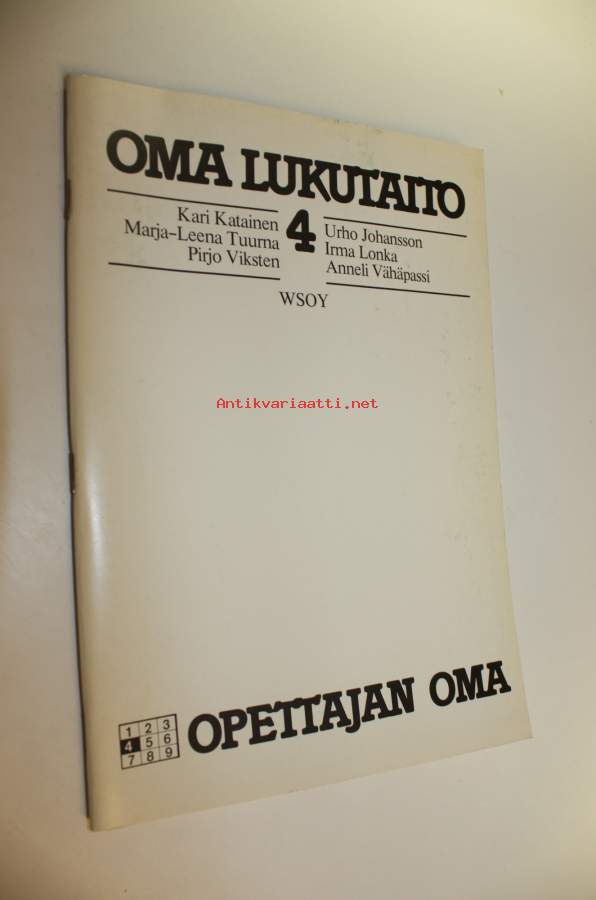 OMA LUKUTAITO
4
Kari Katainen
Marja-Leena Tuurna
Pirjo Viksten
Urho Johansson
Irma Lonka
Anneli Vähäpassi
WSOY
Antikvariaatti.net
1 2 3
4 5 6
7 8 9
OPETTAJAN OMA